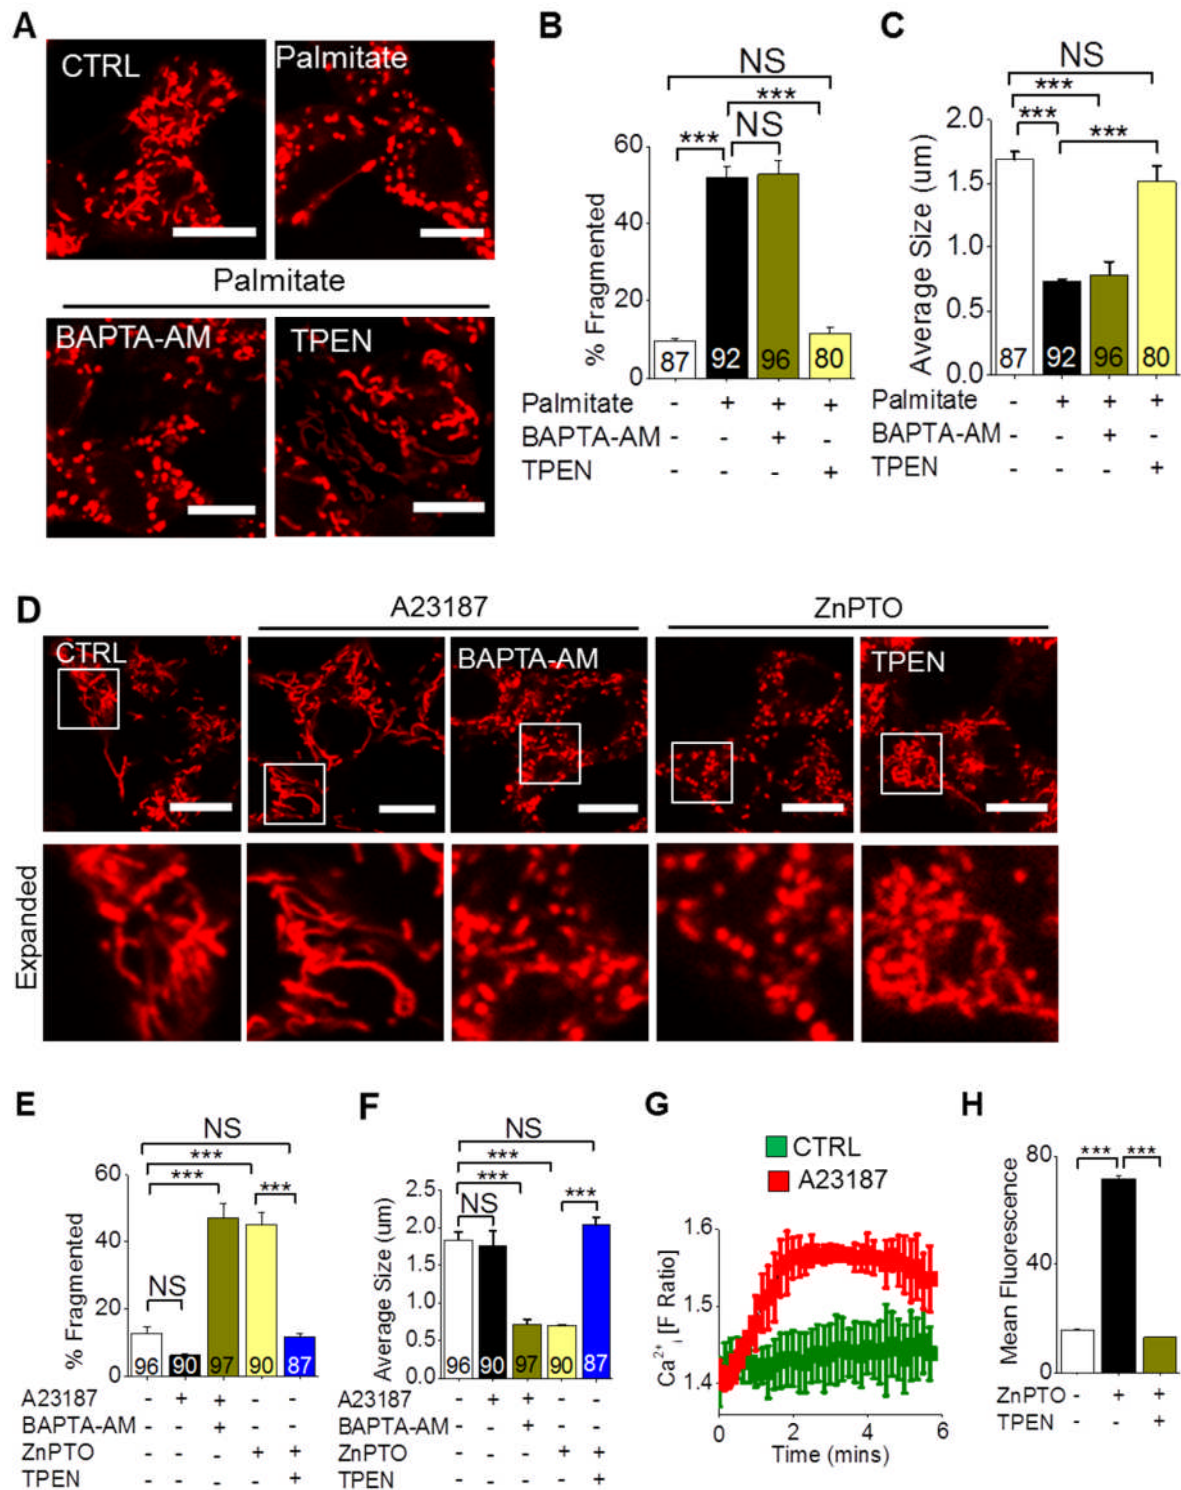 A
CTRL
Palmitate
Palmitate
BAPTA-AM
TPEN
B
NS
***
*** NS
60
40
20
0
% Fragmented
87 92 96 80
Palmitate - + + +
BAPTA-AM - - + -
TPEN - - - +
C
NS
***
*** ***
2.0
1.5
1.0
0.5
0.0
Average Size (um)
87 92 96 80
Palmitate - + + +
BAPTA-AM - - + -
TPEN - - - +
D
A23187
ZnPTO
CTRL
BAPTA-AM
TPEN
Expanded
E
NS
***
*** ***
NS
60
40
20
0
% Fragmented
96 90 97 90 87
A23187 - + + - -
BAPTA-AM - - + - -
ZnPTO - - - + +
TPEN - - - - +
F
NS
***
*** ***
NS
2.5
2.0
1.5
1.0
0.5
0.0
Average Size (um)
96 90 97 90 87
A23187 - + + - -
BAPTA-AM - - + - -
ZnPTO - - - + +
TPEN - - - - +
G
CTRL
A23187
1.6
1.5
1.4
Ca²⁺ᵢ [F Ratio]
0 2 4 6
Time (mins)
H
*** ***
80
40
0
Mean Fluorescence
ZnPTO - + +
TPEN - - +